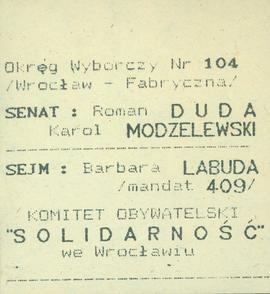 Okręg Wyborczy Nr 104
/Wrocław - Fabryczna/
SENAT : Roman DUDA
Karol MODZELEWSKI
SEJM : Barbara LABUDA
/mandat 409/
KOMITET OBYWATELSKI
"SOLIDARNOŚĆ"
we Wrocławiu